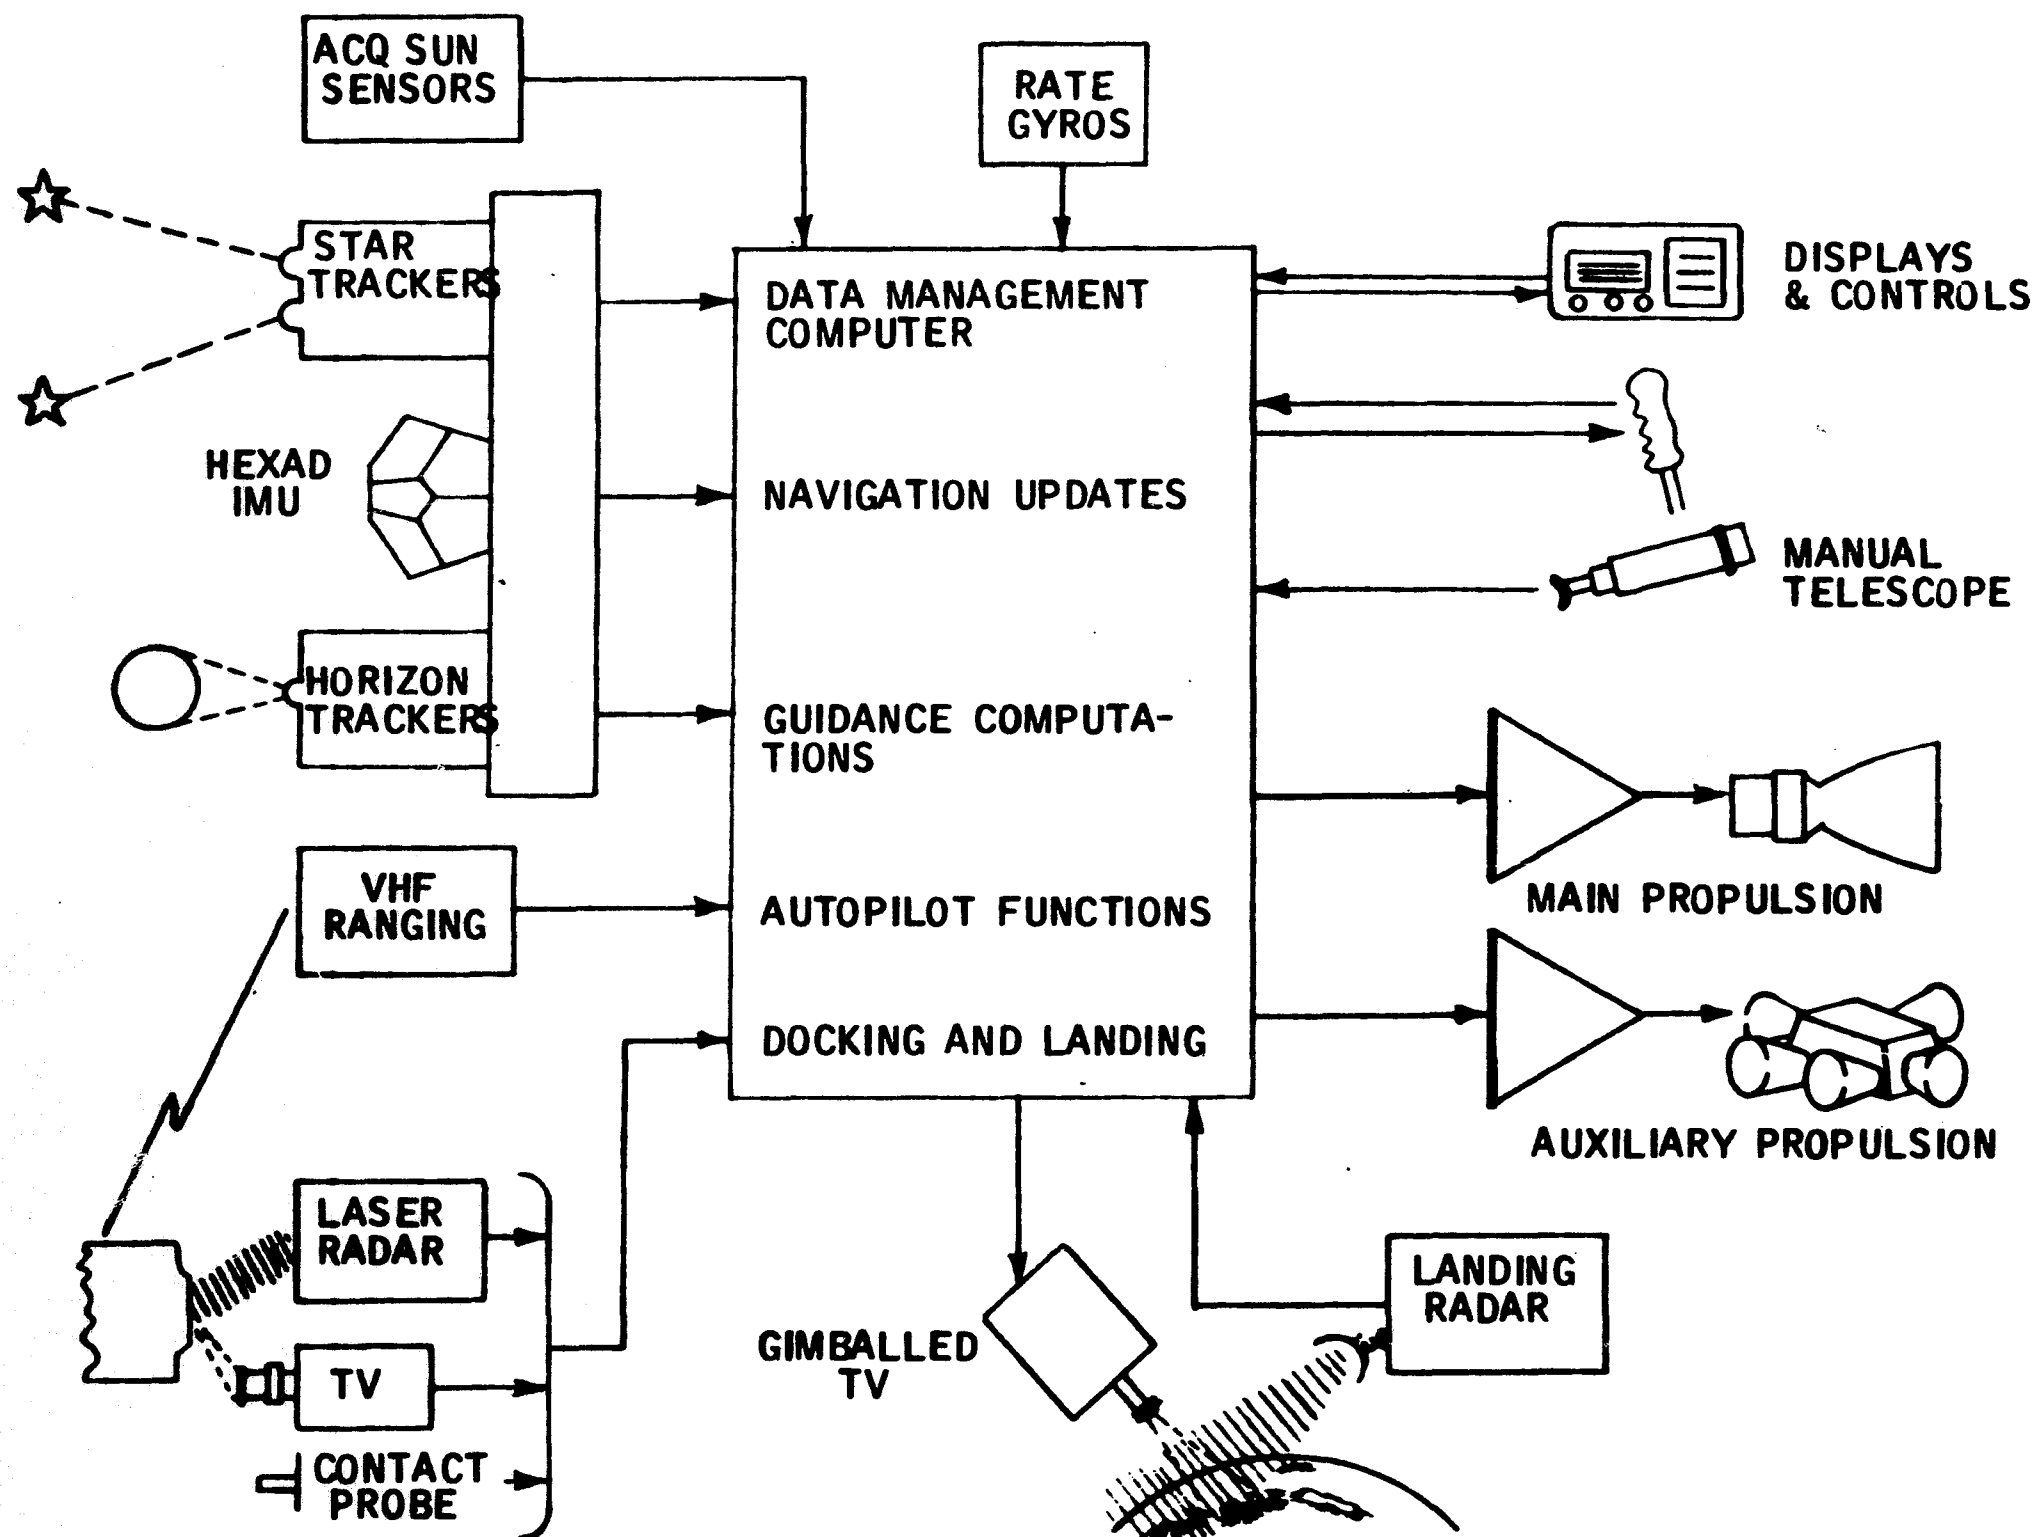 ACQ SUN
SENSORS
RATE
GYROS
STAR
TRACKERS
HEXAD
IMU
HORIZON
TRACKERS
VHF
RANGING
LASER
RADAR
TV
CONTACT
PROBE
DATA MANAGEMENT
COMPUTER
NAVIGATION UPDATES
GUIDANCE COMPUTA-
TIONS
AUTOPILOT FUNCTIONS
DOCKING AND LANDING
DISPLAYS
& CONTROLS
MANUAL
TELESCOPE
MAIN PROPULSION
AUXILIARY PROPULSION
GIMBALLED
TV
LANDING
RADAR